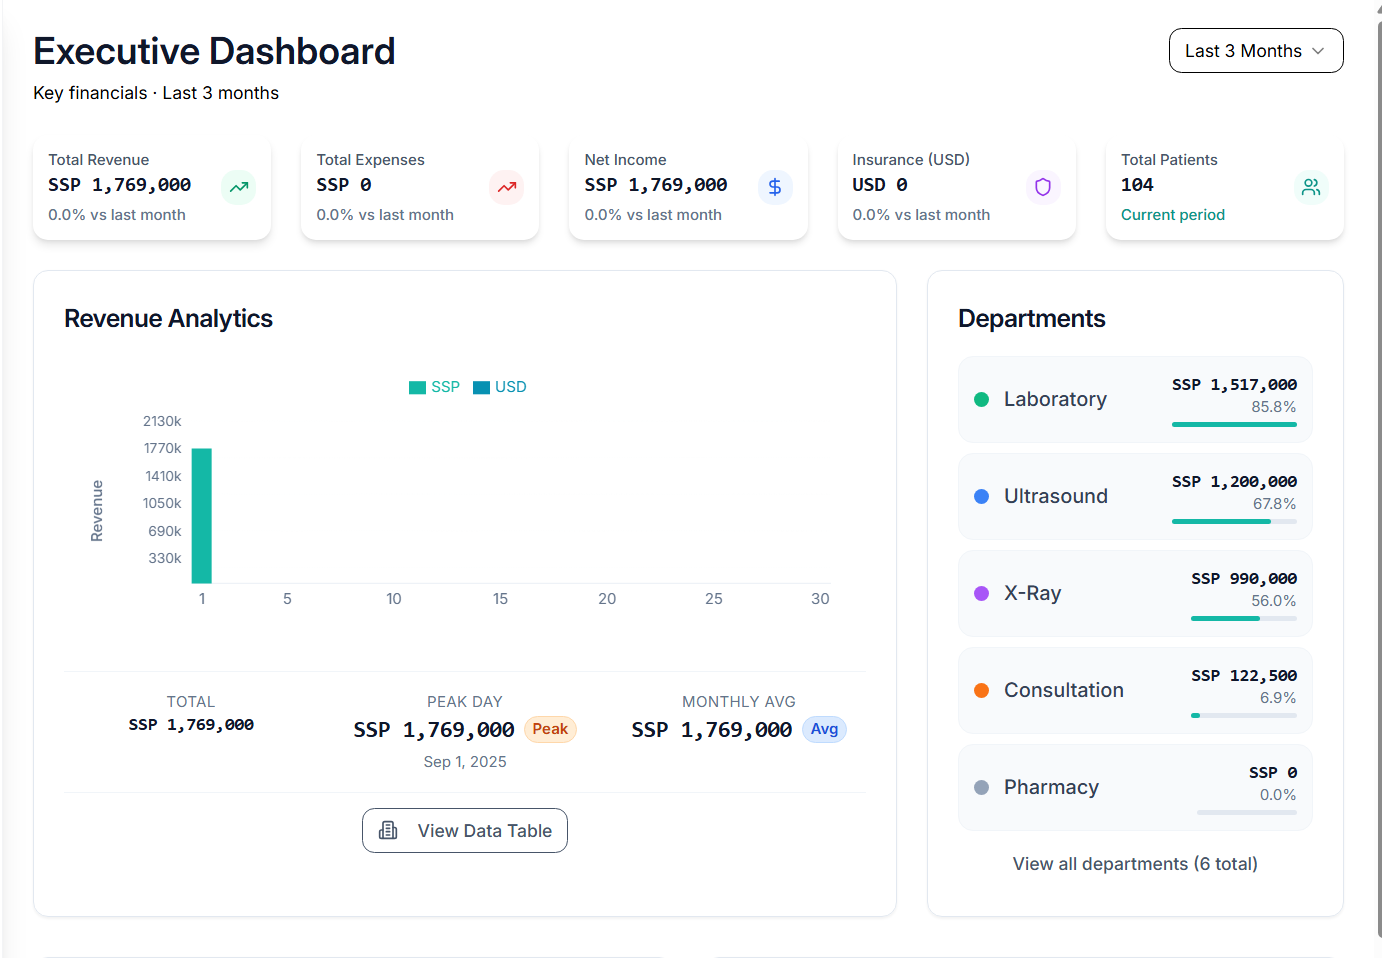 Executive Dashboard
Key financials · Last 3 months
Last 3 Months
Total Revenue
SSP 1,769,000
0.0% vs last month
Total Expenses
SSP 0
0.0% vs last month
Net Income
SSP 1,769,000
0.0% vs last month
Insurance (USD)
USD 0
0.0% vs last month
Total Patients
104
Current period
Revenue Analytics
SSP USD
Revenue
2130k
1770k
1410k
1050k
690k
330k
1 5 10 15 20 25 30
TOTAL
SSP 1,769,000
PEAK DAY
SSP 1,769,000 Peak
Sep 1, 2025
MONTHLY AVG
SSP 1,769,000 Avg
View Data Table
Departments
Laboratory
SSP 1,517,000
85.8%
Ultrasound
SSP 1,200,000
67.8%
X-Ray
SSP 990,000
56.0%
Consultation
SSP 122,500
6.9%
Pharmacy
SSP 0
0.0%
View all departments (6 total)